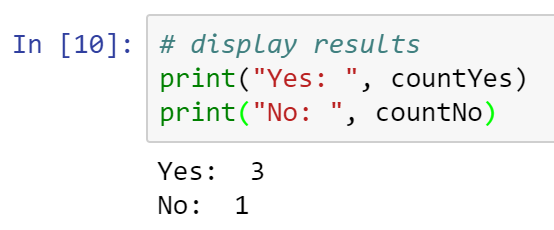 In [10]: # display results
print("Yes: ", countYes)
print("No: ", countNo)
Yes:  3
No:  1